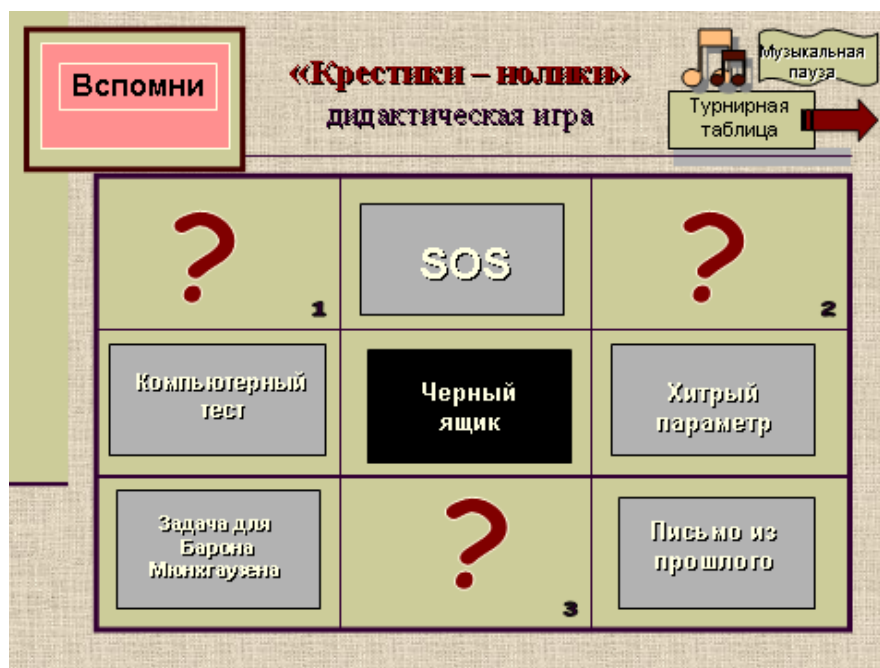 Вспомни
«Крестики – нолики»
дидактическая игра
Музыкальная
пауза
Турнирная
таблица
?
1
SOS
?
2
Компьютерный
тест
Черный
ящик
Хитрый
параметр
Задача для
Барона
Мюнхгаузена
?
3
Письмо из
прошлого